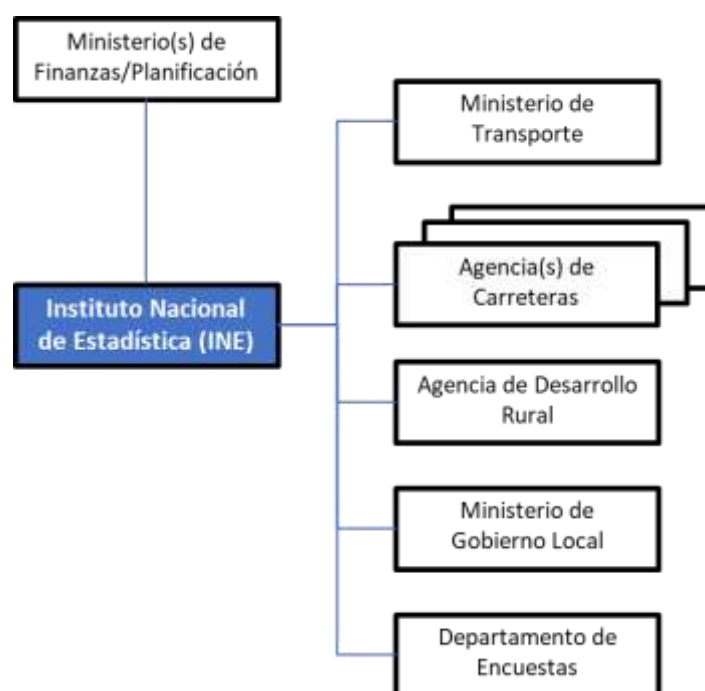 Ministerio(s) de
Finanzas/Planificación
Ministerio de
Transporte
Agencia(s) de
Carreteras
Instituto Nacional
de Estadística (INE)
Agencia de Desarrollo
Rural
Ministerio de
Gobierno Local
Departamento de
Encuestas